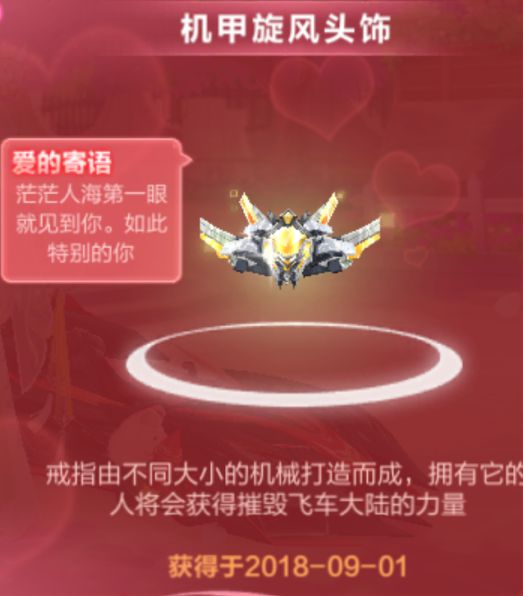 机甲旋风头饰
爱的寄语
茫茫人海第一眼
就见到你。如此
特别的你
戒指由不同大小的机械打造而成，拥有它的
人将会获得摧毁飞车大陆的力量
获得于2018-09-01